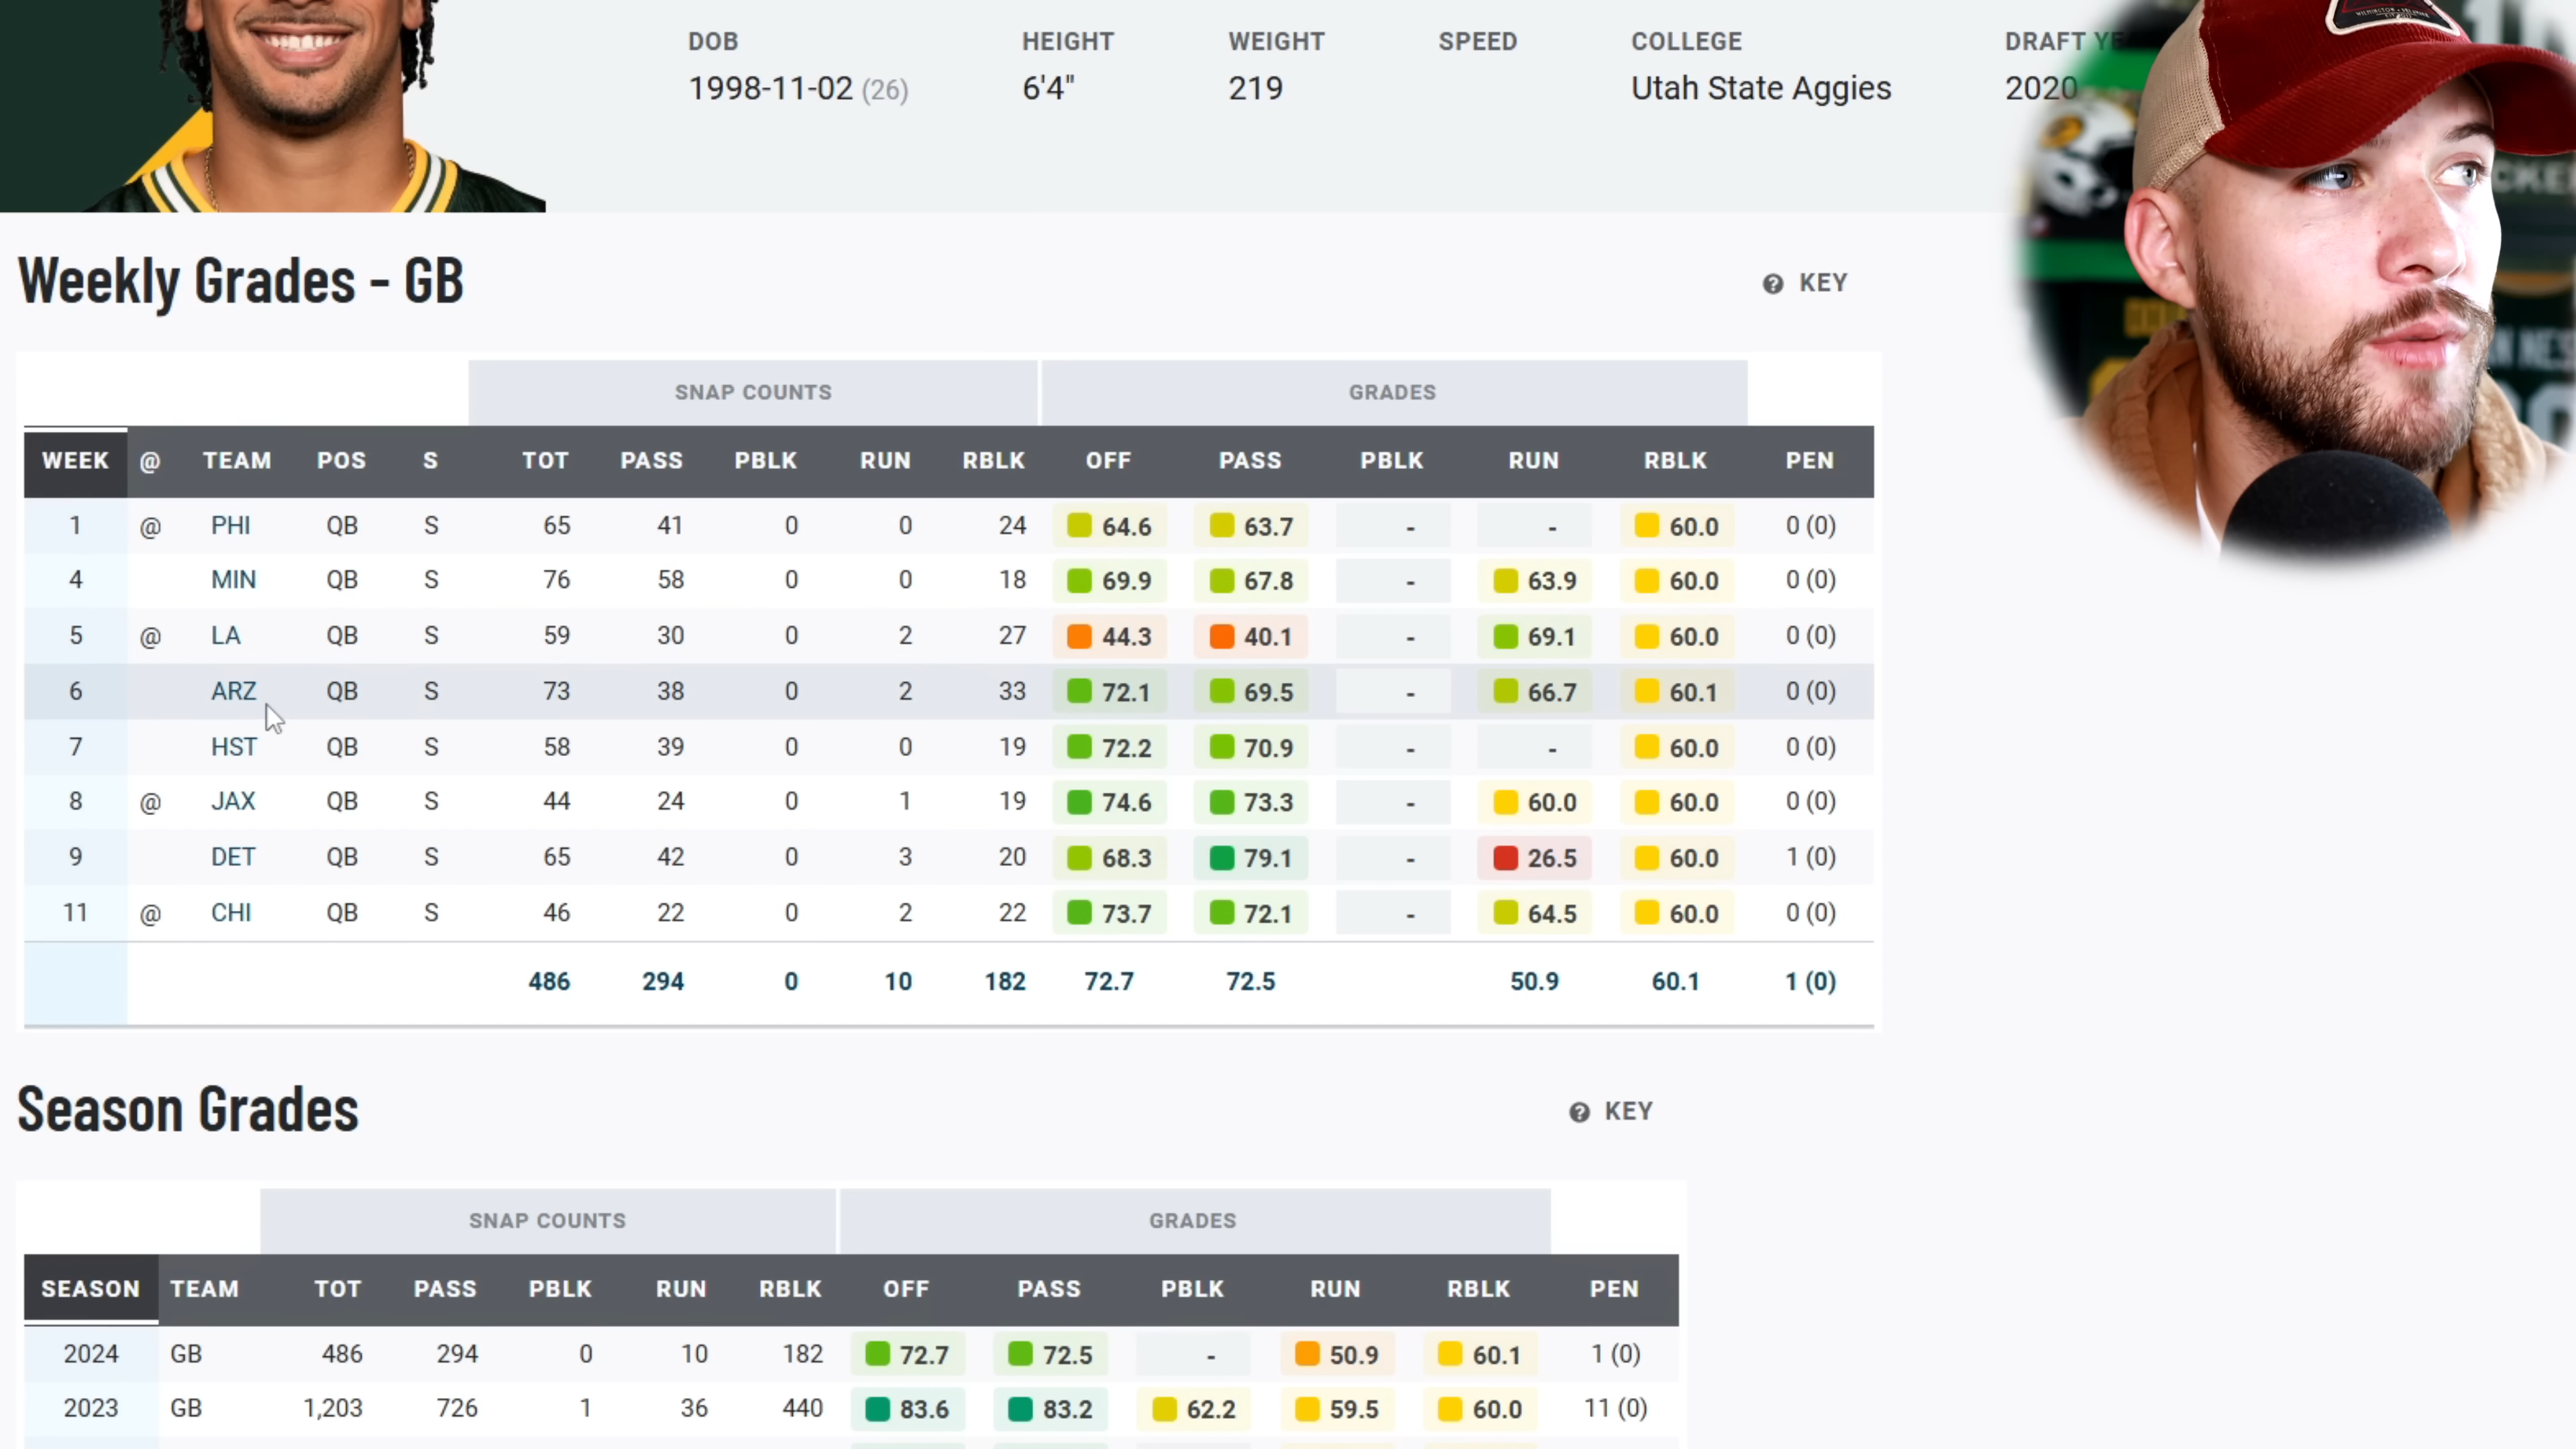 DOB HEIGHT WEIGHT SPEED COLLEGE DRAFT YE
1998-11-02 (26) 6'4" 219 Utah State Aggies 2020
Weekly Grades - GB
? KEY
SNAP COUNTS GRADES
WEEK @ TEAM POS S TOT PASS PBLK RUN RBLK OFF PASS PBLK RUN RBLK PEN
1 @ PHI QB S 65 41 0 0 24 64.6 63.7 - - 60.0 0 (0)
4 MIN QB S 76 58 0 0 18 69.9 67.8 - 63.9 60.0 0 (0)
5 @ LA QB S 59 30 0 2 27 44.3 40.1 - 69.1 60.0 0 (0)
6 ARZ QB S 73 38 0 2 33 72.1 69.5 - 66.7 60.1 0 (0)
7 HST QB S 58 39 0 0 19 72.2 70.9 - - 60.0 0 (0)
8 @ JAX QB S 44 24 0 1 19 74.6 73.3 - 60.0 60.0 0 (0)
9 DET QB S 65 42 0 3 20 68.3 79.1 - 26.5 60.0 1 (0)
11 @ CHI QB S 46 22 0 2 22 73.7 72.1 - 64.5 60.0 0 (0)
486 294 0 10 182 72.7 72.5 50.9 60.1 1 (0)
Season Grades
? KEY
SNAP COUNTS GRADES
SEASON TEAM TOT PASS PBLK RUN RBLK OFF PASS PBLK RUN RBLK PEN
2024 GB 486 294 0 10 182 72.7 72.5 - 50.9 60.1 1 (0)
2023 GB 1,203 726 1 36 440 83.6 83.2 62.2 59.5 60.0 11 (0)